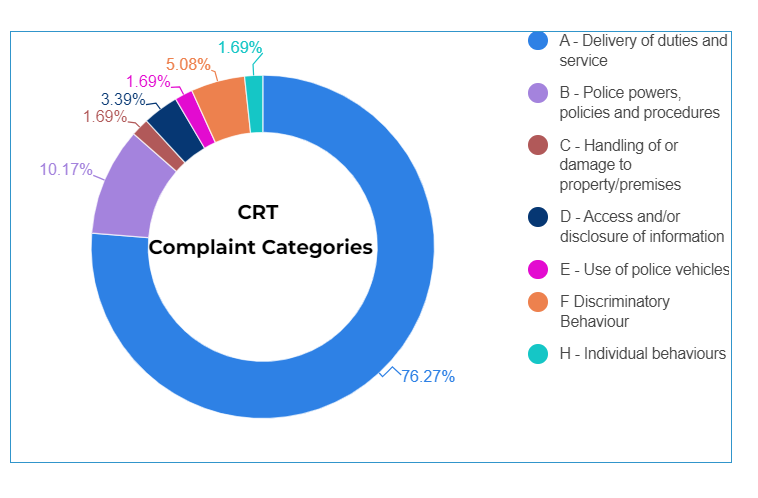 1.69%
5.08%
1.69%
3.39%
1.69%
10.17%
CRT
Complaint Categories
76.27%
A - Delivery of duties and
service
B - Police powers,
policies and procedures
C - Handling of or
damage to
property/premises
D - Access and/or
disclosure of information
E - Use of police vehicles
F Discriminatory
Behaviour
H - Individual behaviours